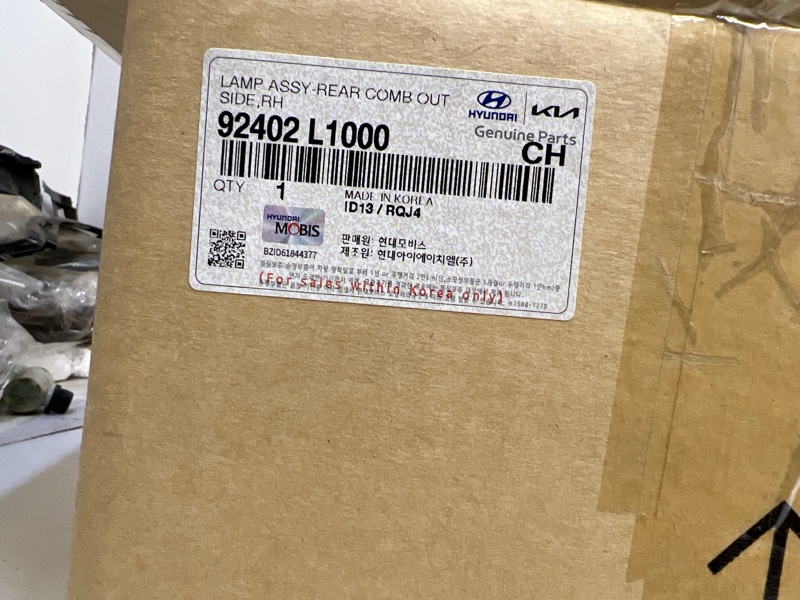 LAMP ASSY-REAR COMB OUT
SIDE,RH
HYUNDAI KIA
Genuine Parts
92402 L1000
CH
QTY 1
MADE IN KOREA
ID13 / RQJ4
HYUNDAI
MOBIS
BZID61844377
판매원: 현대모비스
제조원: 현대아이에이치엘(주)
(For sales within Korea only)